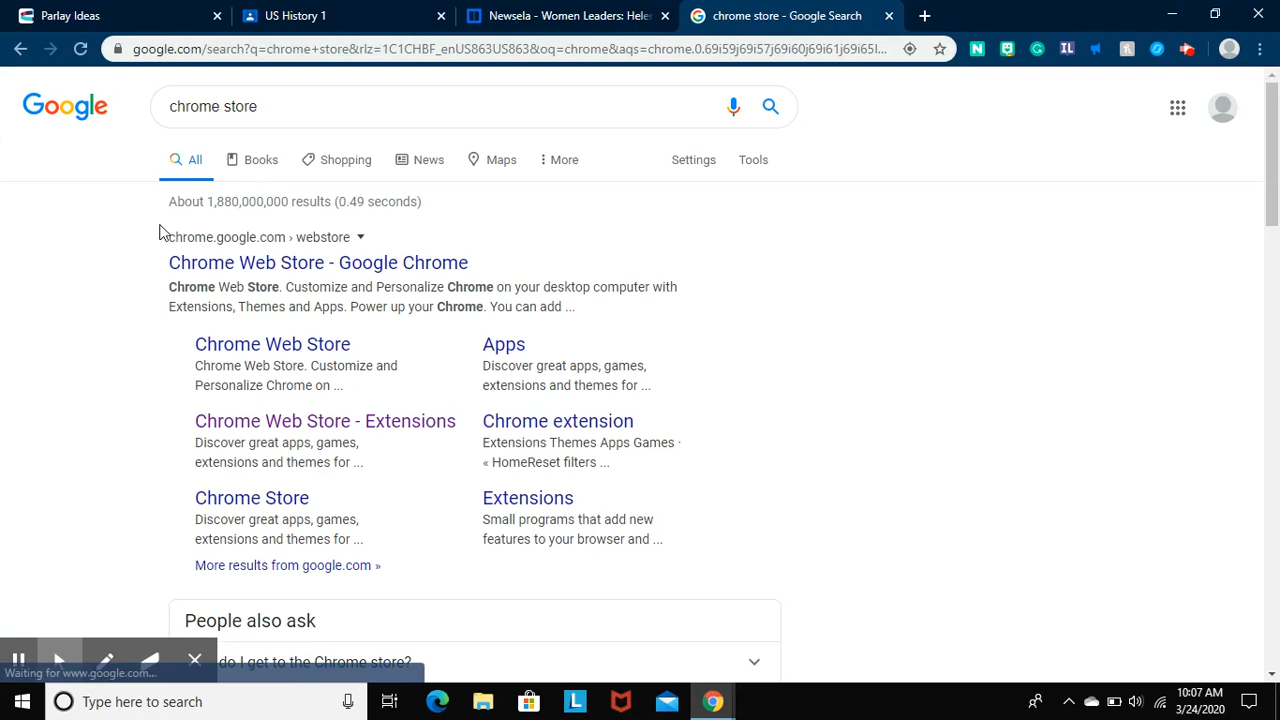 Parlay Ideas
US History 1
Newsela - Women Leaders: Hele
chrome store - Google Search
google.com/search?q=chrome+store&rlz=1C1CHBF_enUS863US863&oq=chrome&aqs=chrome.0.69i59j69i57j69i60j69i61j69i65l...
Google
chrome store
All
Books
Shopping
News
Maps
More
Settings
Tools
About 1,880,000,000 results (0.49 seconds)
chrome.google.com › webstore
Chrome Web Store - Google Chrome
Chrome Web Store. Customize and Personalize Chrome on your desktop computer with
Extensions, Themes and Apps. Power up your Chrome. You can add ...
Chrome Web Store
Chrome Web Store. Customize and
Personalize Chrome on ...
Apps
Discover great apps, games,
extensions and themes for ...
Chrome Web Store - Extensions
Discover great apps, games,
extensions and themes for ...
Chrome extension
Extensions Themes Apps Games ·
« HomeReset filters ...
Chrome Store
Discover great apps, games,
extensions and themes for ...
Extensions
Small programs that add new
features to your browser and ...
More results from google.com »
People also ask
do I get to the Chrome store?
Waiting for www.google.com...
Type here to search
10:07 AM
3/24/2020